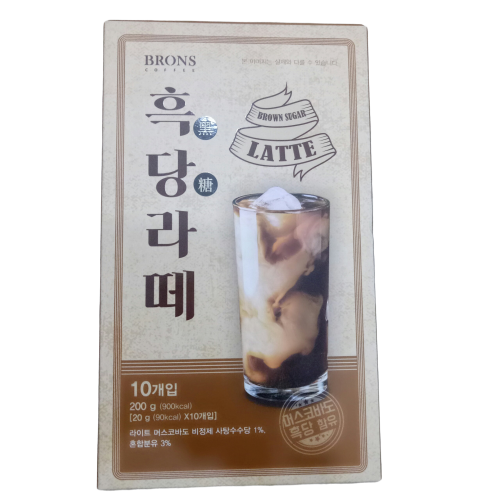 BRONS
COFFEE
흑당라떼
黑
糖
BROWN SUGAR
LATTE
10개입
200 g (900kcal)
[20 g (90kcal) X10개입]
라이트 머스코바도 비정제 사탕수수당 1%,
혼합분유 3%
머스코바도
흑당 함유